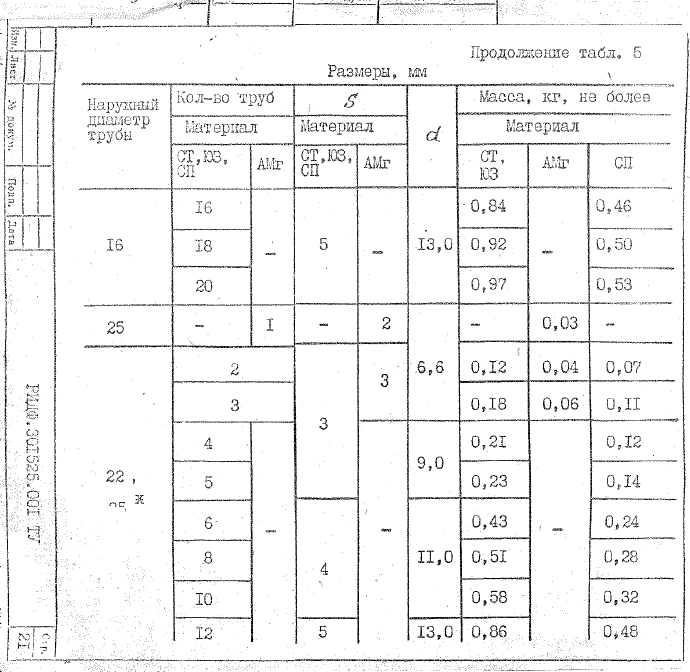 Продолжение табл. 5
Размеры, мм
Наружный диаметр трубы | Кол-во труб | S | d | Масса, кг, не более
Материал | Материал | Материал
СТ,ЮЗ, СП | АМг | СТ,ЮЗ, СП | АМг | СТ, ЮЗ | АМг | СП
16 | 16 | – | 5 | – | 13,0 | 0,84 | – | 0,46
18 | 0,92 | 0,50
20 | 0,97 | 0,53
25 | – | I | – | 2 | 6,6 | – | 0,03 | –
22, ж | 2 | 3 | 3 | 0,I2 | 0,04 | 0,07
3 | 0,I8 | 0,06 | 0,II
4 | – | – | 9,0 | 0,2I | – | 0,I2
5 | 0,23 | 0,I4
6 | 4 | II,0 | 0,43 | 0,24
8 | 0,5I | 0,28
I0 | 0,58 | 0,32
I2 | 5 | I3,0 | 0,86 | 0,48
Изм. Лист № докум. Подп. Дата
РИДФ.30I525.00I ТУ
Стр.
2I